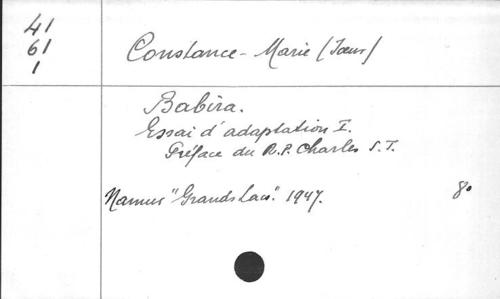 41
61
1
Constance-Marie (Sœur)
Babira.
Essai d'adaptation I.
Préface du R.P. Charles S.J.
Namur "Grands Lacs". 1947. 8°